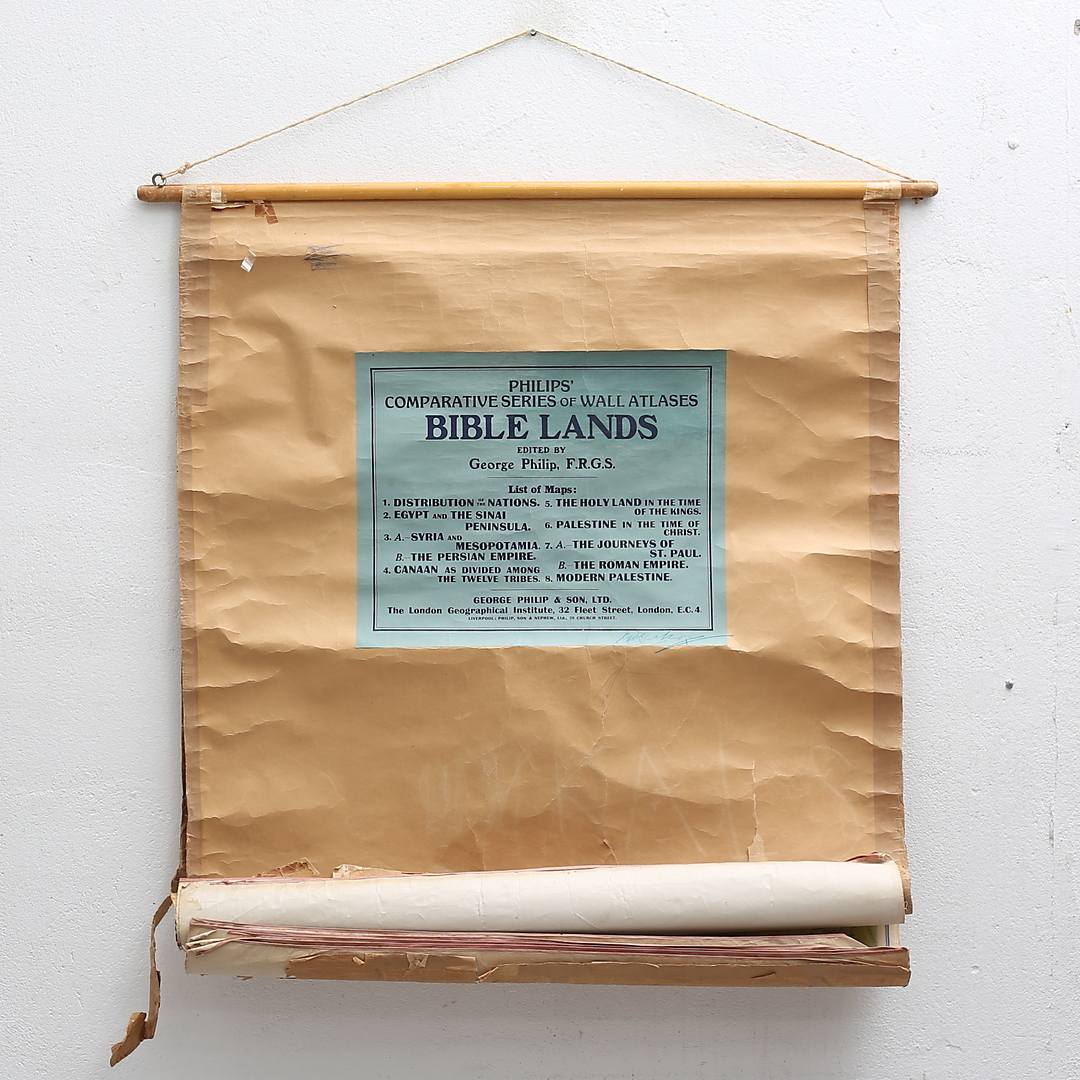 PHILIPS'
COMPARATIVE SERIES OF WALL ATLASES
BIBLE LANDS
EDITED BY
George Philip, F.R.G.S.
List of Maps:
1. DISTRIBUTION OF THE NATIONS.
2. EGYPT AND THE SINAI
PENINSULA.
3. A.—SYRIA AND
MESOPOTAMIA.
B.—THE PERSIAN EMPIRE.
4. CANAAN AS DIVIDED AMONG
THE TWELVE TRIBES.
5. THE HOLY LAND IN THE TIME
OF THE KINGS.
6. PALESTINE IN THE TIME OF
CHRIST.
7. A.—THE JOURNEYS OF
ST. PAUL.
B.—THE ROMAN EMPIRE.
8. MODERN PALESTINE.
GEORGE PHILIP & SON, LTD.
The London Geographical Institute, 32 Fleet Street, London, E.C.4.
LIVERPOOL: PHILIP, SON & NEPHEW, Ltd., 20 CHURCH STREET.